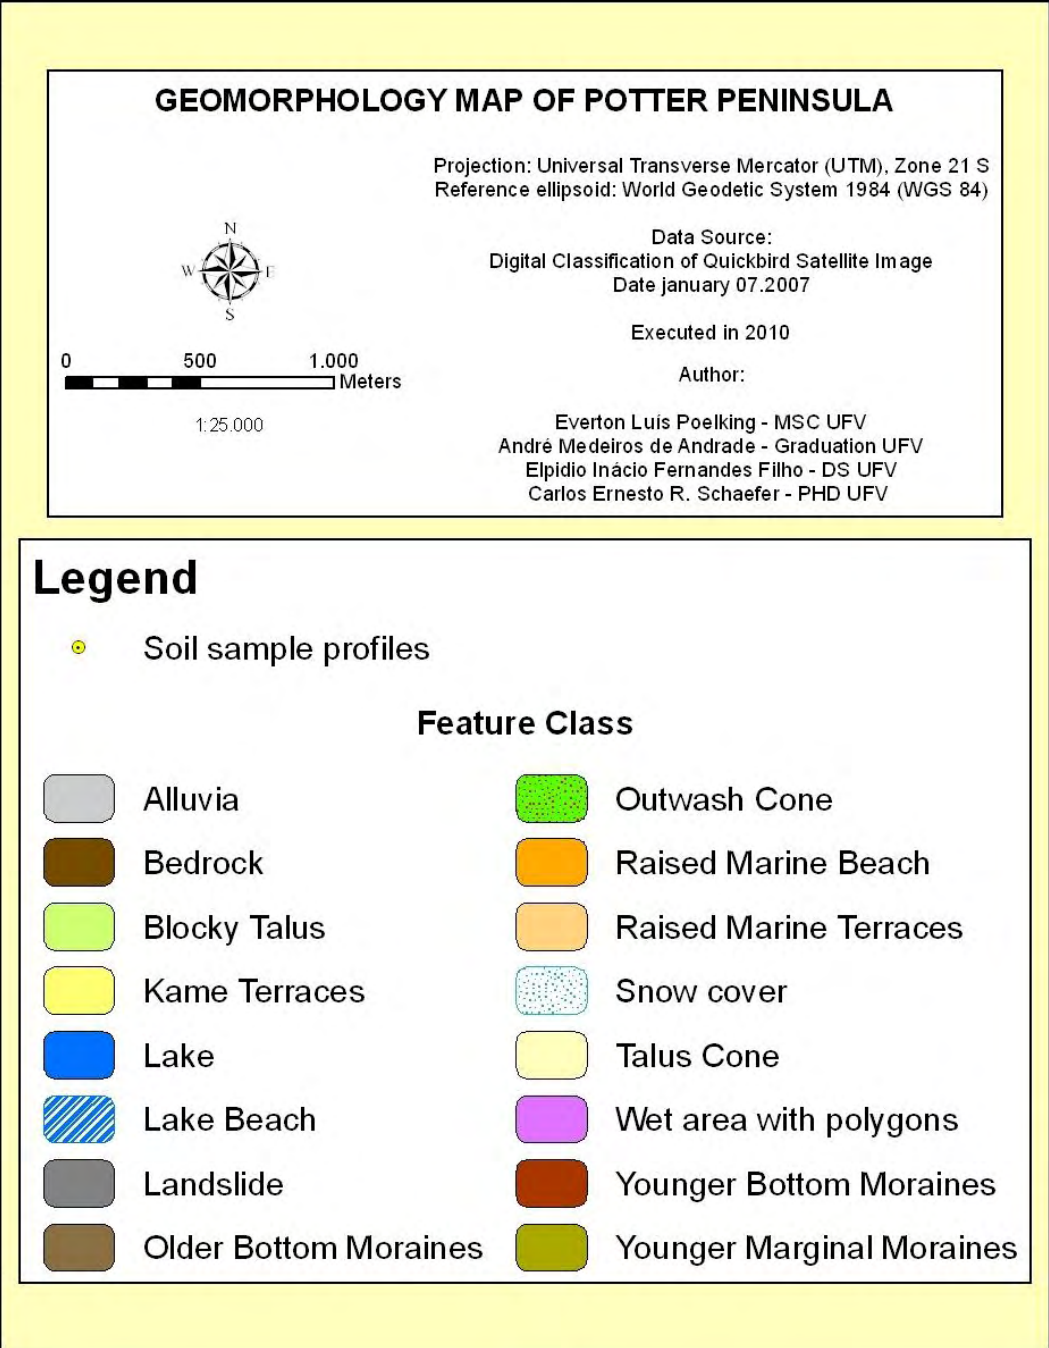 GEOMORPHOLOGY MAP OF POTTER PENINSULA
Projection: Universal Transverse Mercator (UTM), Zone 21 S
Reference ellipsoid: World Geodetic System 1984 (WGS 84)
Data Source:
Digital Classification of Quickbird Satellite Image
Date january 07.2007
Executed in 2010
Author:
Everton Luís Poelking - MSC UFV
André Medeiros de Andrade - Graduation UFV
Elpidio Inácio Fernandes Filho - DS UFV
Carlos Ernesto R. Schaefer - PHD UFV
N
W E
S
0 500 1.000
Meters
1:25.000
Legend
Soil sample profiles
Feature Class
Alluvia
Bedrock
Blocky Talus
Kame Terraces
Lake
Lake Beach
Landslide
Older Bottom Moraines
Outwash Cone
Raised Marine Beach
Raised Marine Terraces
Snow cover
Talus Cone
Wet area with polygons
Younger Bottom Moraines
Younger Marginal Moraines